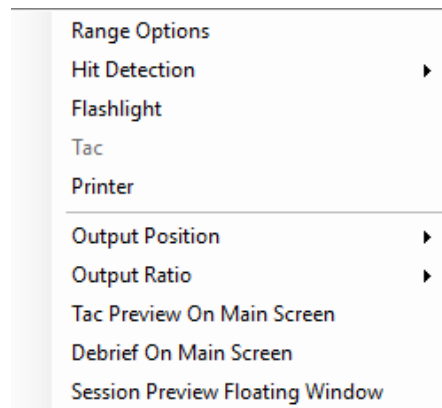 Range Options
Hit Detection
Flashlight
Tac
Printer
Output Position
Output Ratio
Tac Preview On Main Screen
Debrief On Main Screen
Session Preview Floating Window